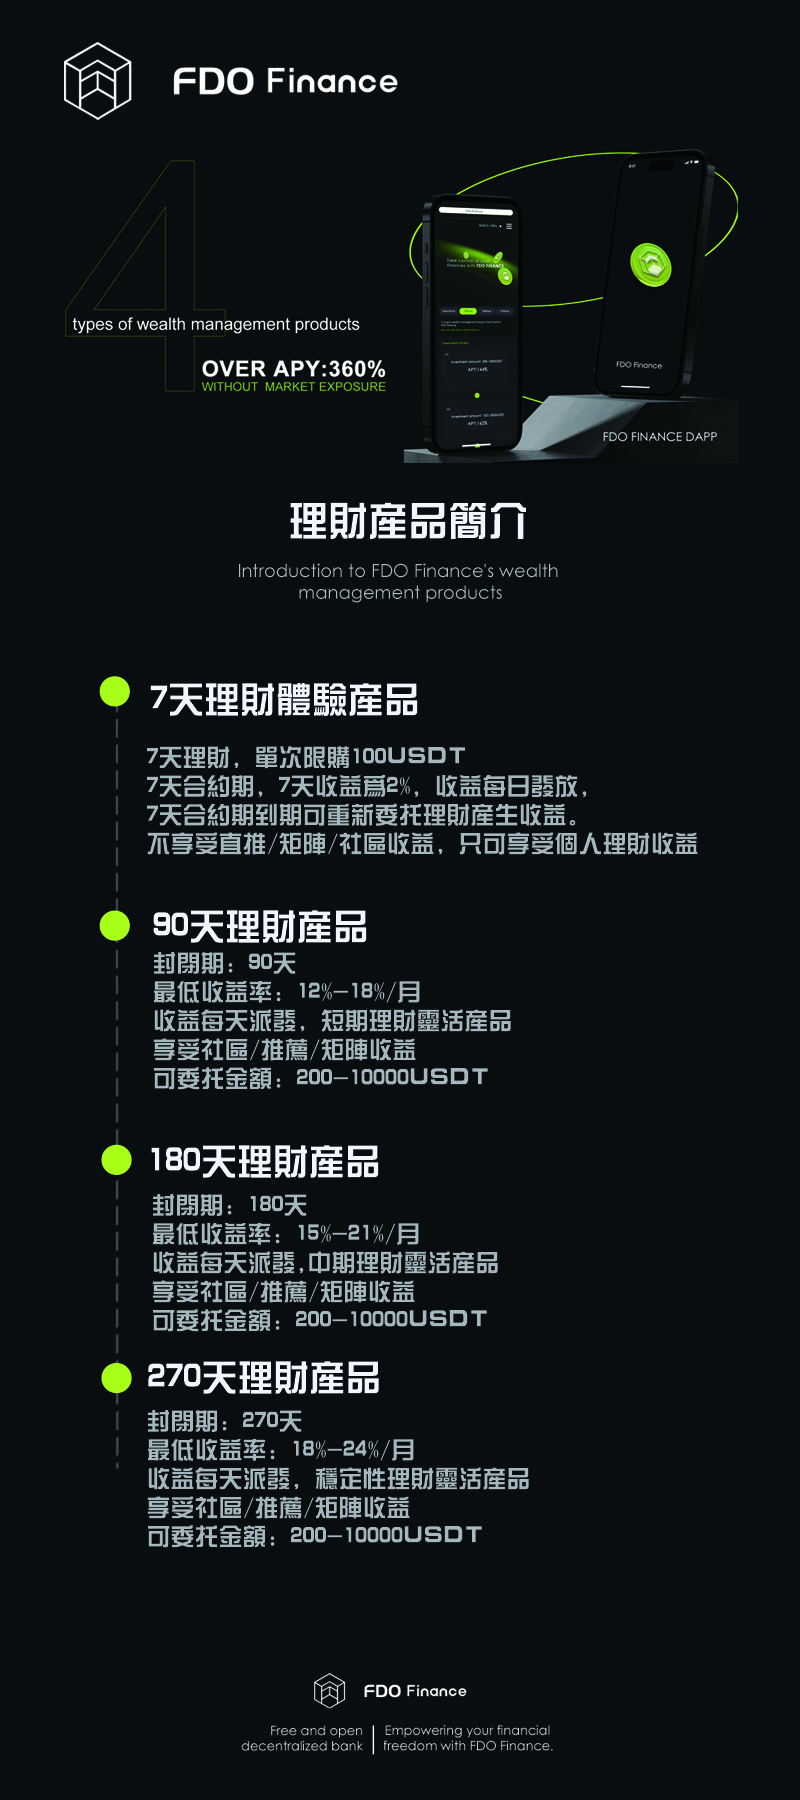 FDO Finance
4
types of wealth management products
OVER APY:360%
WITHOUT MARKET EXPOSURE
FDO Finance
FDO FINANCE DAPP
理財産品簡介
Introduction to FDO Finance's wealth
management products
7天理財體驗産品
7天理財，單次限購100USDT
7天合約期，7天收益爲2%，收益每日發放，
7天合約期到期可重新委托理財産生收益。
不享受直推/矩陣/社區收益，只可享受個人理財收益
90天理財産品
封閉期：90天
最低收益率：12%—18%/月
收益每天派發，短期理財靈活産品
享受社區/推薦/矩陣收益
可委托金額：200—10000USDT
180天理財産品
封閉期：180天
最低收益率：15%—21%/月
收益每天派發,中期理財靈活産品
享受社區/推薦/矩陣收益
可委托金額：200—10000USDT
270天理財産品
封閉期：270天
最低收益率：18%—24%/月
收益每天派發，穩定性理財靈活産品
享受社區/推薦/矩陣收益
可委托金額：200—10000USDT
FDO Finance
Free and open
decentralized bank
Empowering your financial
freedom with FDO Finance.